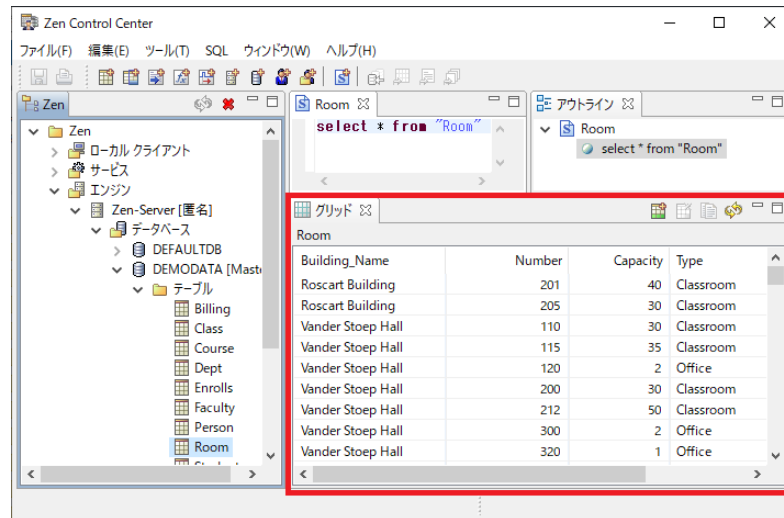 Zen Control Center
ファイル(F) 編集(E) ツール(T) SQL ウィンドウ(W) ヘルプ(H)
Zen
Zen
ローカル クライアント
サービス
エンジン
Zen-Server [匿名]
データベース
DEFAULTDB
DEMODATA [Mast
テーブル
Billing
Class
Course
Dept
Enrolls
Faculty
Person
Room
Room
select * from "Room"
アウトライン
Room
select * from "Room"
グリッド
Room
Building_Name Number Capacity Type
Roscart Building 201 40 Classroom
Roscart Building 205 30 Classroom
Vander Stoep Hall 110 30 Classroom
Vander Stoep Hall 115 35 Classroom
Vander Stoep Hall 120 2 Office
Vander Stoep Hall 200 30 Classroom
Vander Stoep Hall 212 50 Classroom
Vander Stoep Hall 300 2 Office
Vander Stoep Hall 320 1 Office